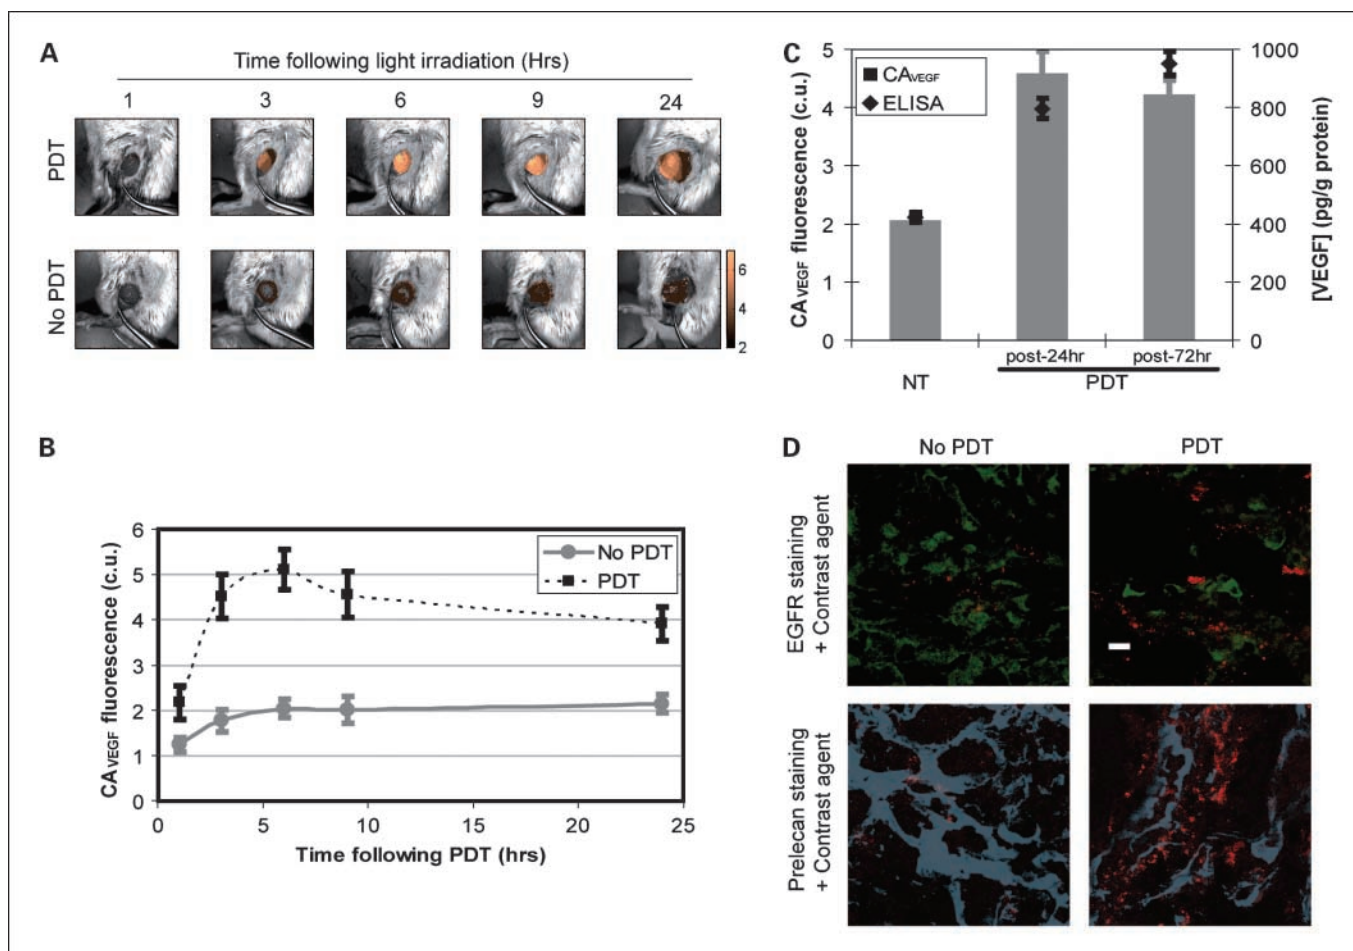 A
Time following light irradiation (Hrs)
1 3 6 9 24
PDT
No PDT
6
4
2
B
CAVEGF fluorescence (c.u.)
6
5
4
3
2
1
0
No PDT
PDT
0 5 10 15 20 25
Time following PDT (hrs)
C
CAVEGF fluorescence (c.u.)
5
4
3
2
1
0
CAVEGF
ELISA
1000
800
600
400
200
0
[VEGF] (pg/g protein)
post-24hr post-72hr
NT PDT
D
No PDT PDT
EGFR staining
+ Contrast agent
Prelecan staining
+ Contrast agent